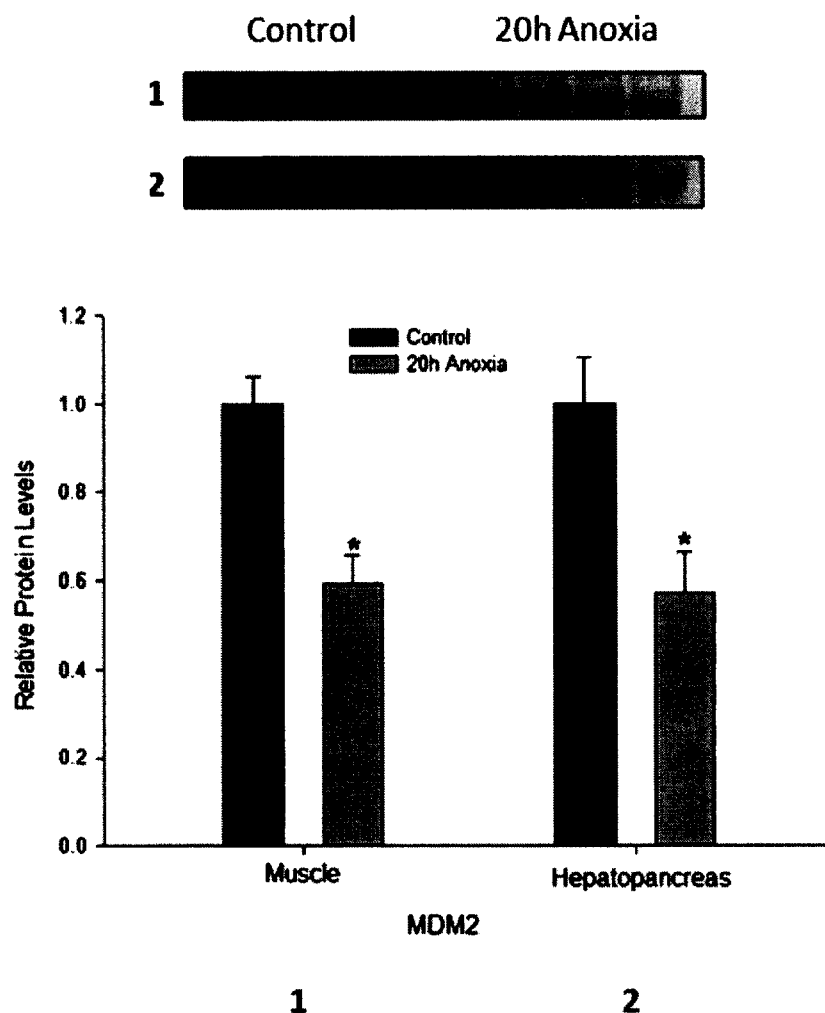 Control 20h Anoxia
1
2
1.2
Control
20h Anoxia
1.0
0.8
*
*
0.6
0.4
0.2
0.0
Relative Protein Levels
Muscle Hepatopancreas
MDM2
1 2